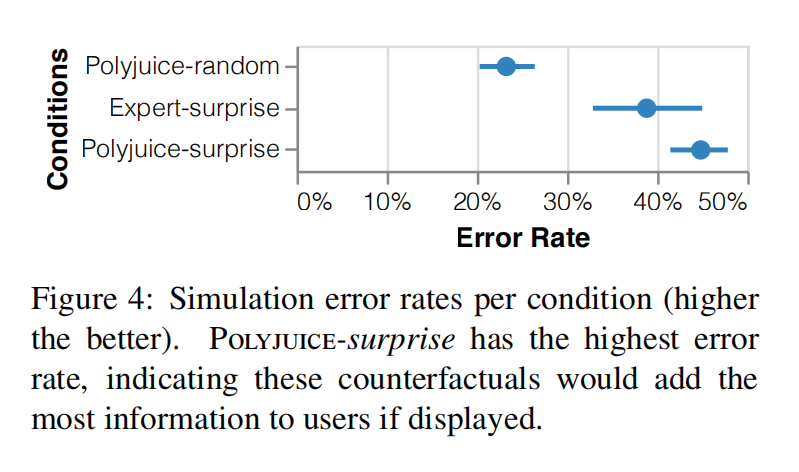 Conditions
Polyjuice-random
Expert-surprise
Polyjuice-surprise
0% 10% 20% 30% 40% 50%
Error Rate
Figure 4: Simulation error rates per condition (higher
the better). POLYJUICE-surprise has the highest error
rate, indicating these counterfactuals would add the
most information to users if displayed.